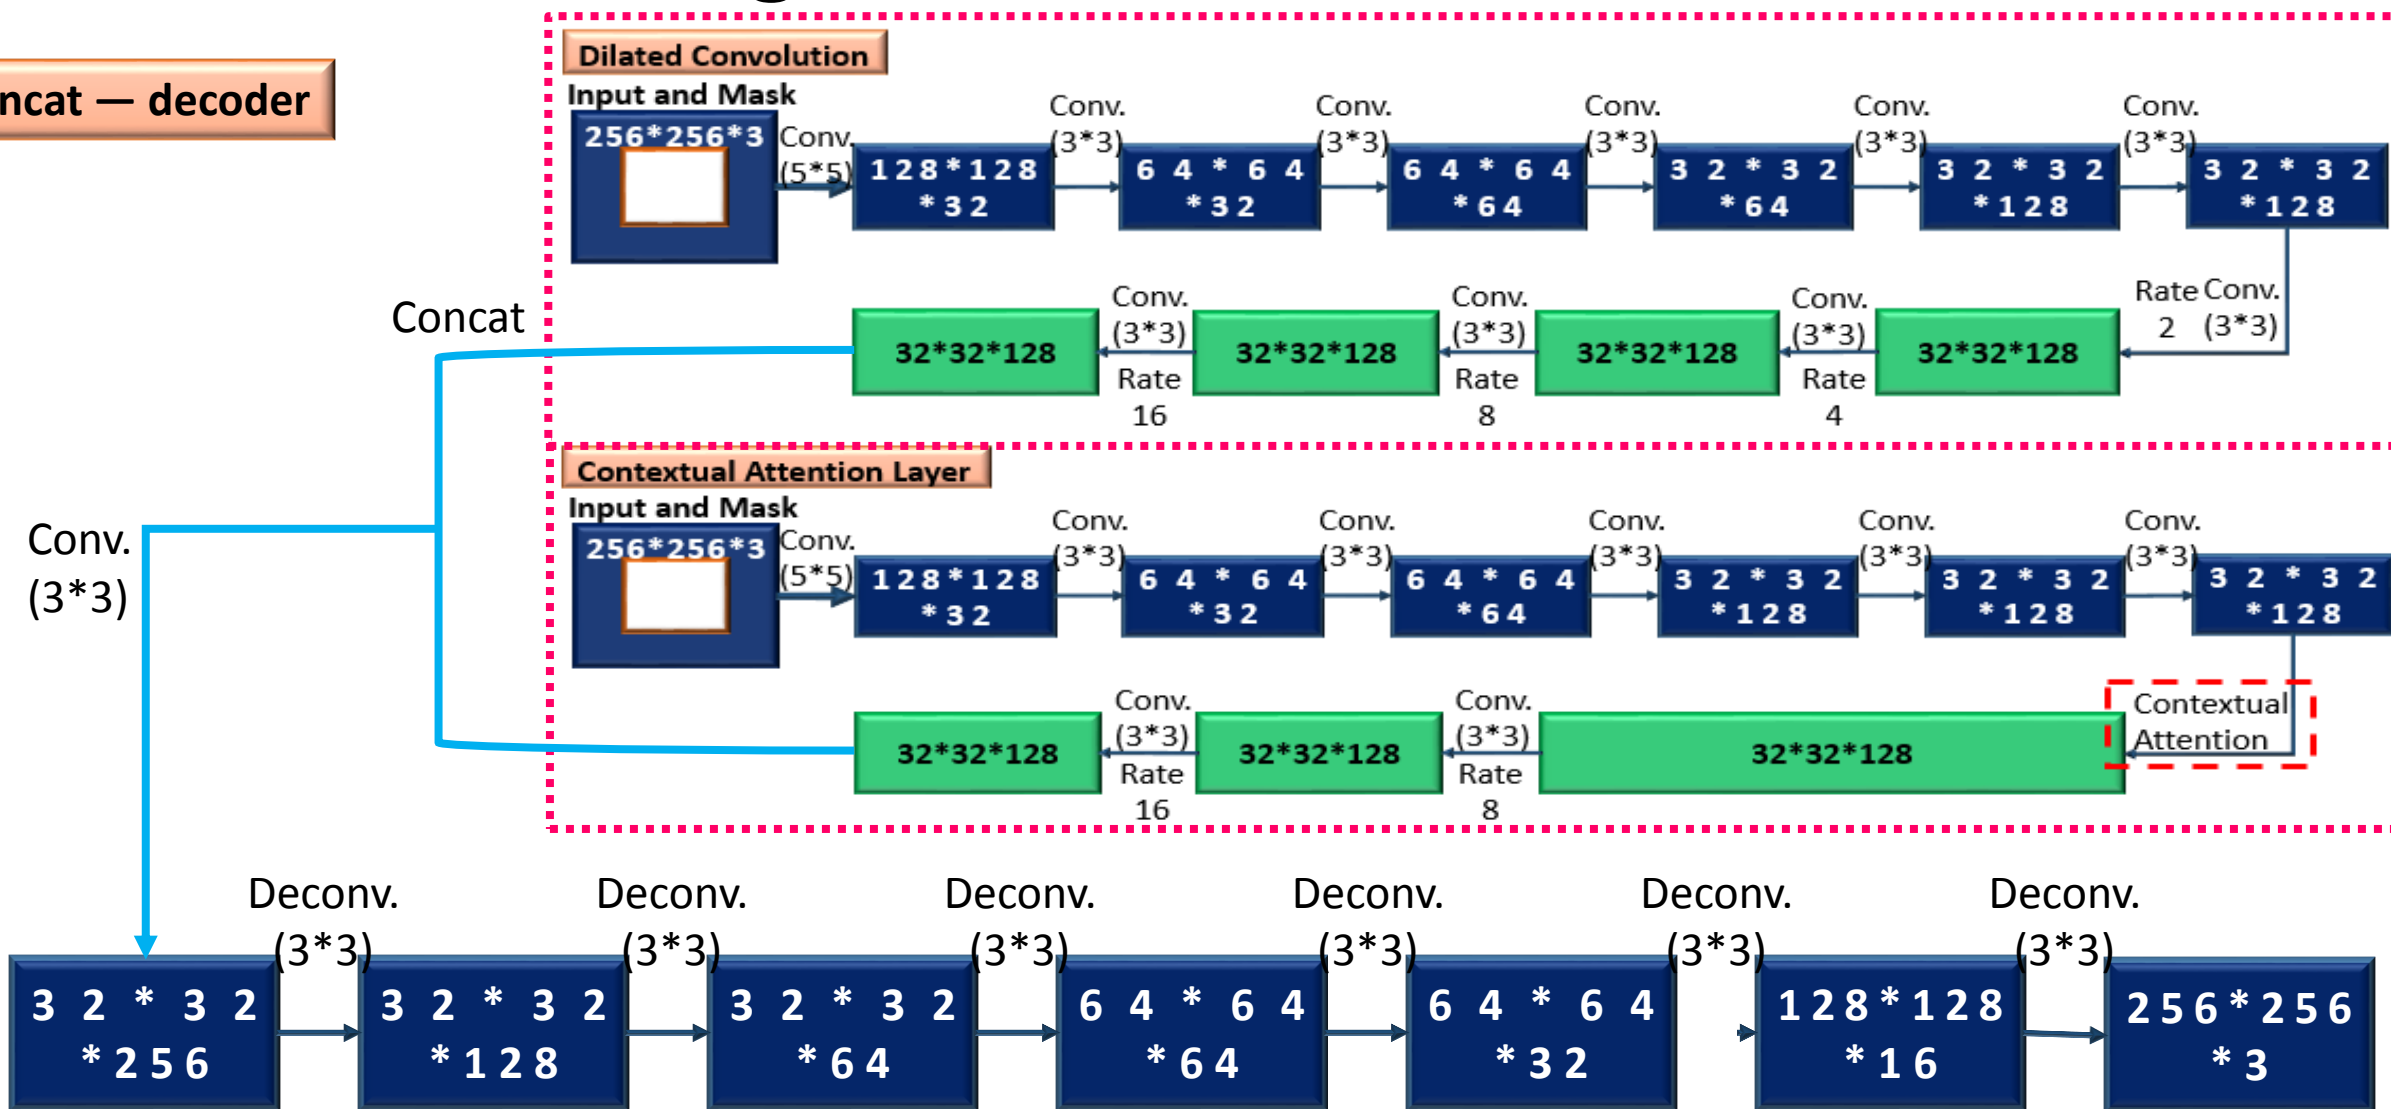 ncat — decoder
Dilated Convolution
Input and Mask
256*256*3
Conv.
(5*5)
128*128
*32
Conv.
(3*3)
64*64
*32
Conv.
(3*3)
64*64
*64
Conv.
(3*3)
32*32
*64
Conv.
(3*3)
32*32
*128
Conv.
(3*3)
32*32
*128
Rate
2
Conv.
(3*3)
32*32*128
Conv.
(3*3)
Rate
4
32*32*128
Conv.
(3*3)
Rate
8
32*32*128
Conv.
(3*3)
Rate
16
32*32*128
Concat
Contextual Attention Layer
Input and Mask
256*256*3
Conv.
(5*5)
128*128
*32
Conv.
(3*3)
64*64
*32
Conv.
(3*3)
64*64
*64
Conv.
(3*3)
32*32
*128
Conv.
(3*3)
32*32
*128
Conv.
(3*3)
32*32
*128
Contextual
Attention
32*32*128
Conv.
(3*3)
Rate
8
32*32*128
Conv.
(3*3)
Rate
16
32*32*128
Conv.
(3*3)
32*32
*256
Deconv.
(3*3)
32*32
*128
Deconv.
(3*3)
32*32
*64
Deconv.
(3*3)
64*64
*64
Deconv.
(3*3)
64*64
*32
Deconv.
(3*3)
128*128
*16
Deconv.
(3*3)
256*256
*3